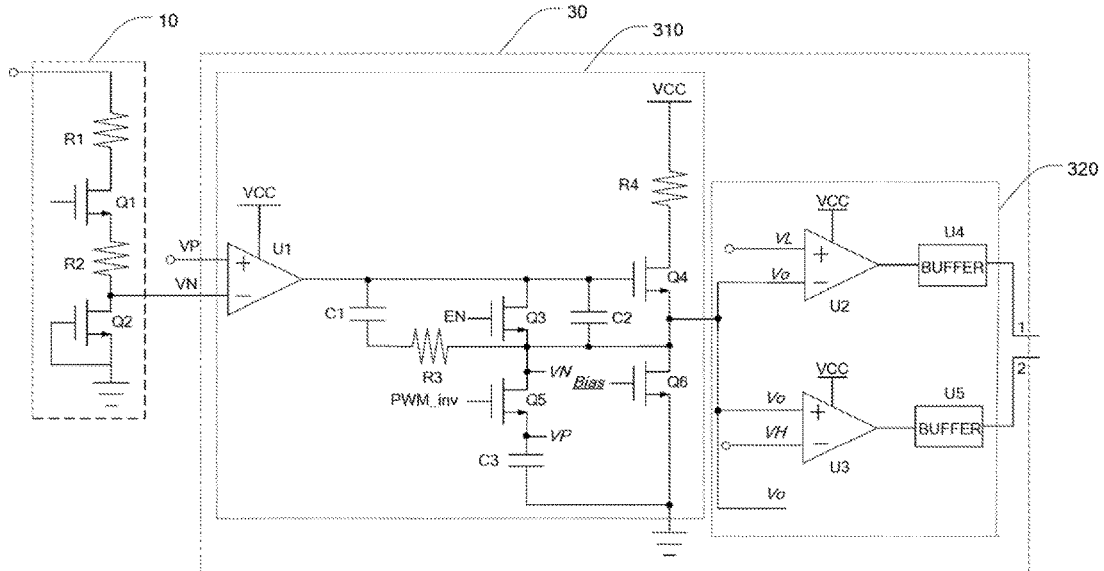 10
30
310
320
R1
Q1
R2
Q2
VP
VN
VCC
U1
C1
R3
EN
Q3
C2
VN
Q5
PWM_inv
VP
C3
Bias
Q6
VCC
R4
Q4
VCC
VL
Vo
U2
U4
BUFFER
1
2
VCC
Vo
VH
U3
U5
BUFFER
Vo